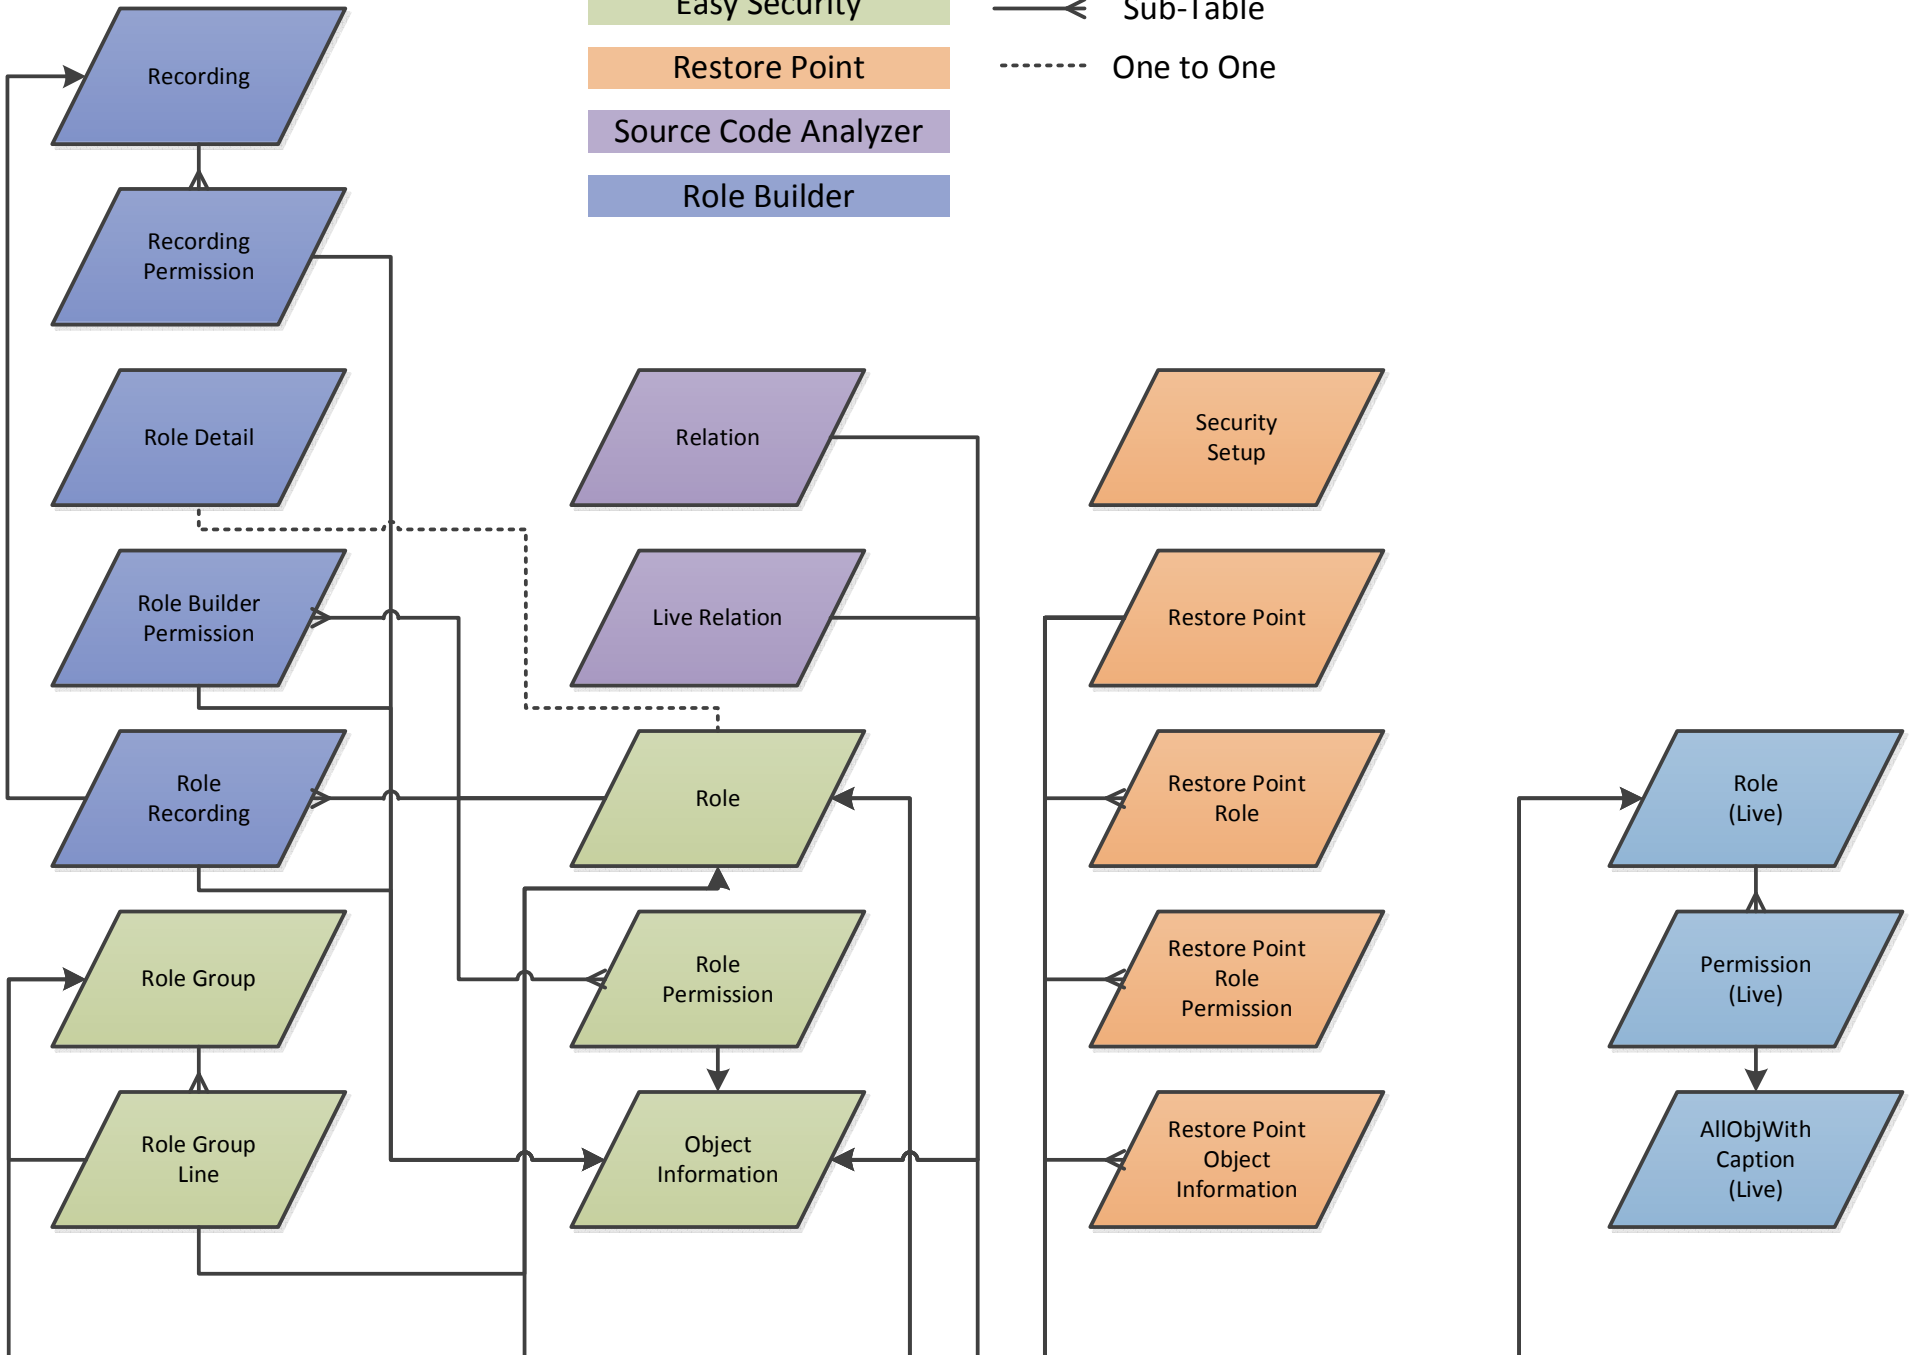 Easy Security
Sub-Table
Restore Point
One to One
Source Code Analyzer
Role Builder
Recording
Recording
Permission
Role Detail
Relation
Security
Setup
Role Builder
Permission
Live Relation
Restore Point
Role
Recording
Role
Restore Point
Role
Role
(Live)
Role Group
Role
Permission
Restore Point
Role
Permission
Permission
(Live)
Role Group
Line
Object
Information
Restore Point
Object
Information
AllObjWith
Caption
(Live)